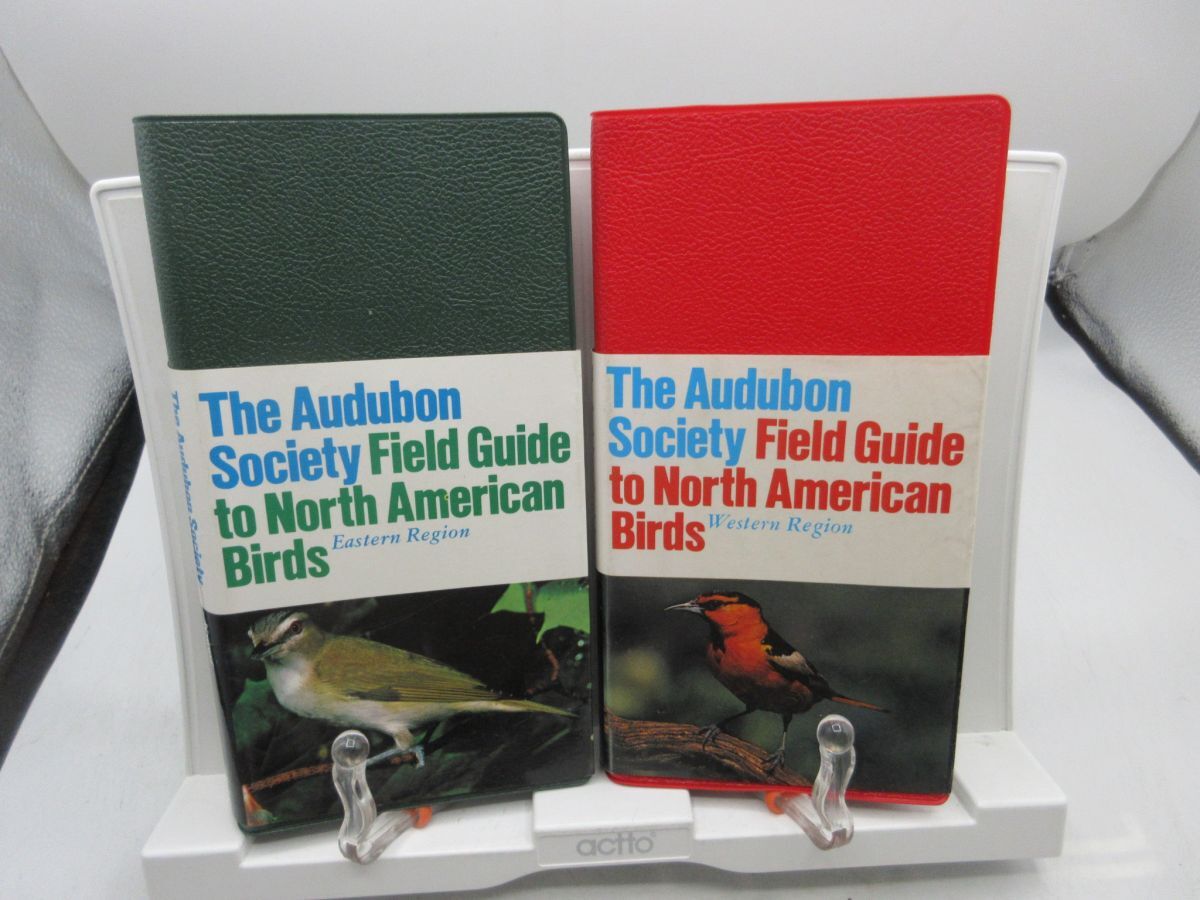 The Audubon
Society Field Guide
to North American
Birds Eastern Region
The Audubon Society
The Audubon
Society Field Guide
to North American
Birds Western Region
actto